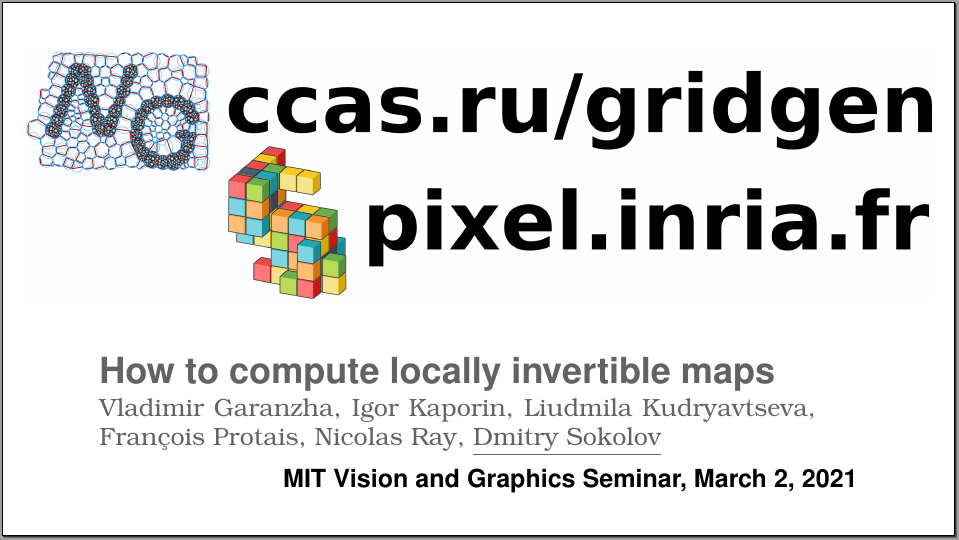 NG
ccas.ru/gridgen
pixel.inria.fr
How to compute locally invertible maps
Vladimir Garanzha, Igor Kaporin, Liudmila Kudryavtseva,
François Protais, Nicolas Ray, Dmitry Sokolov
MIT Vision and Graphics Seminar, March 2, 2021